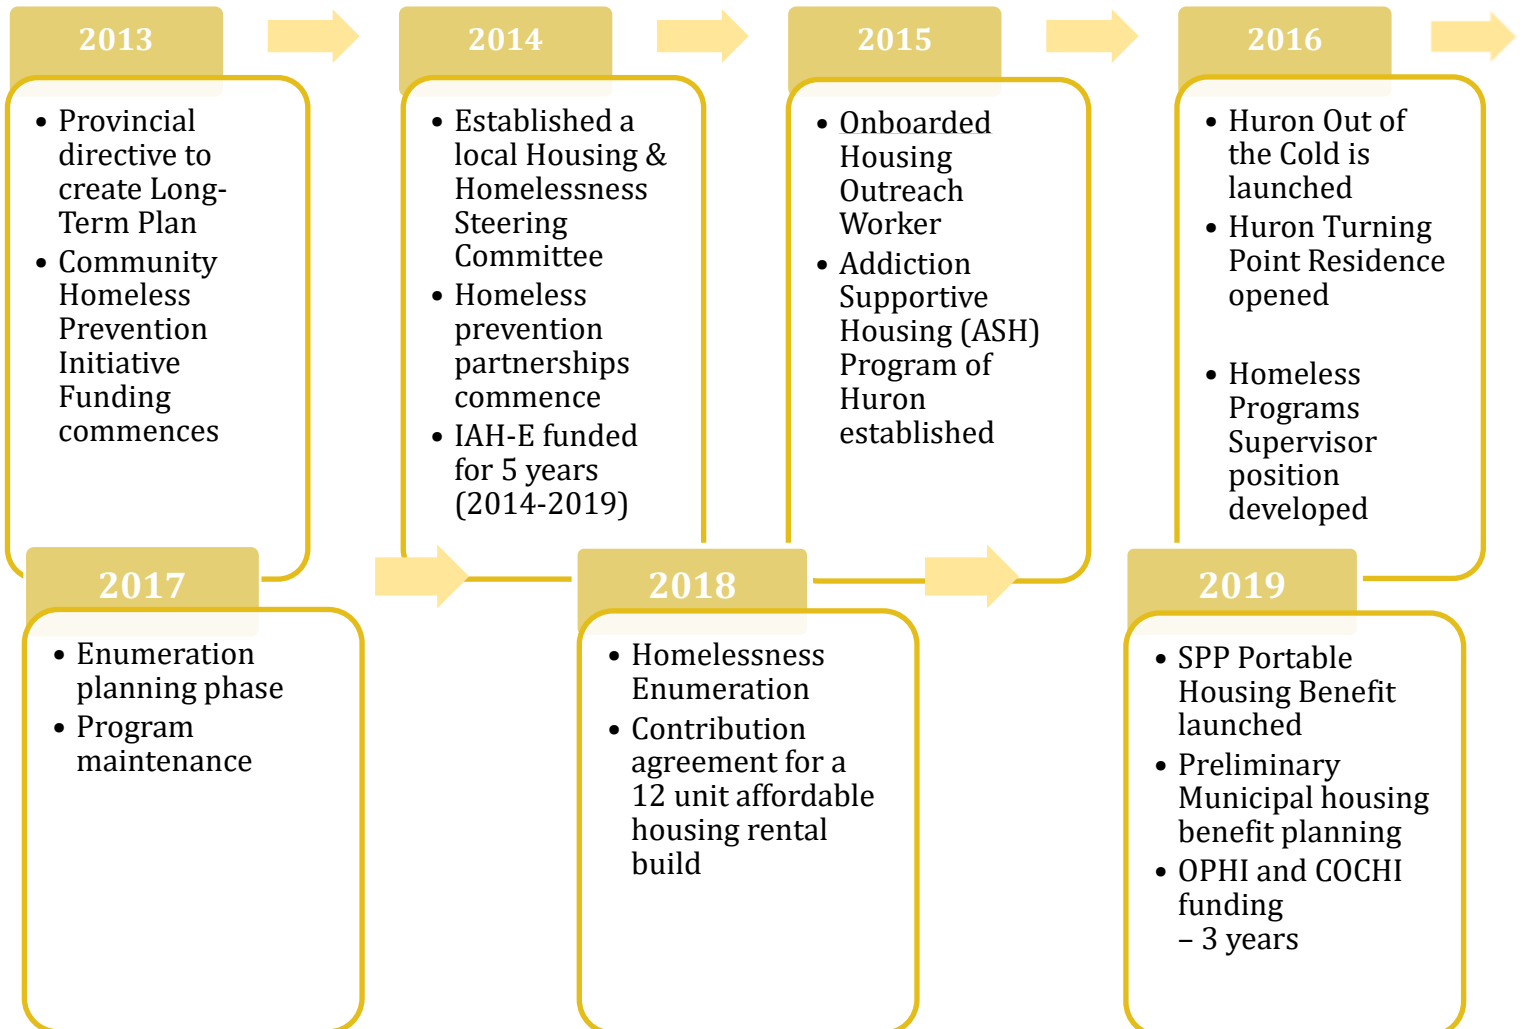 2013
• Provincial
directive to
create Long-
Term Plan
• Community
Homeless
Prevention
Initiative
Funding
commences
2014
• Established a
local Housing &
Homelessness
Steering
Committee
• Homeless
prevention
partnerships
commence
• IAH-E funded
for 5 years
(2014-2019)
2015
• Onboarded
Housing
Outreach
Worker
• Addiction
Supportive
Housing (ASH)
Program of
Huron
established
2016
• Huron Out of
the Cold is
launched
• Huron Turning
Point Residence
opened
• Homeless
Programs
Supervisor
position
developed
2017
• Enumeration
planning phase
• Program
maintenance
2018
• Homelessness
Enumeration
• Contribution
agreement for a
12 unit affordable
housing rental
build
2019
• SPP Portable
Housing Benefit
launched
• Preliminary
Municipal housing
benefit planning
• OPHI and COCHI
funding
– 3 years